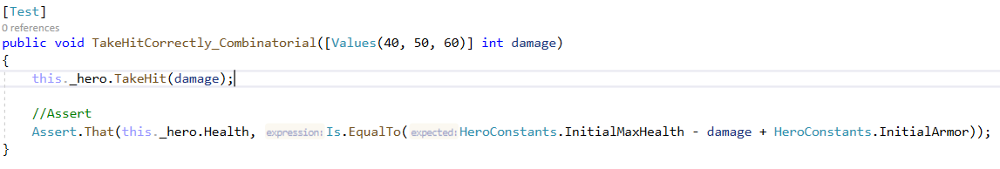 [Test]
0 references
public void TakeHitCorrectly_Combinatorial([Values(40, 50, 60)] int damage)
{
this._hero.TakeHit(damage);
//Assert
Assert.That(this._hero.Health, expression: Is.EqualTo(expected: HeroConstants.InitialMaxHealth - damage + HeroConstants.InitialArmor));
}